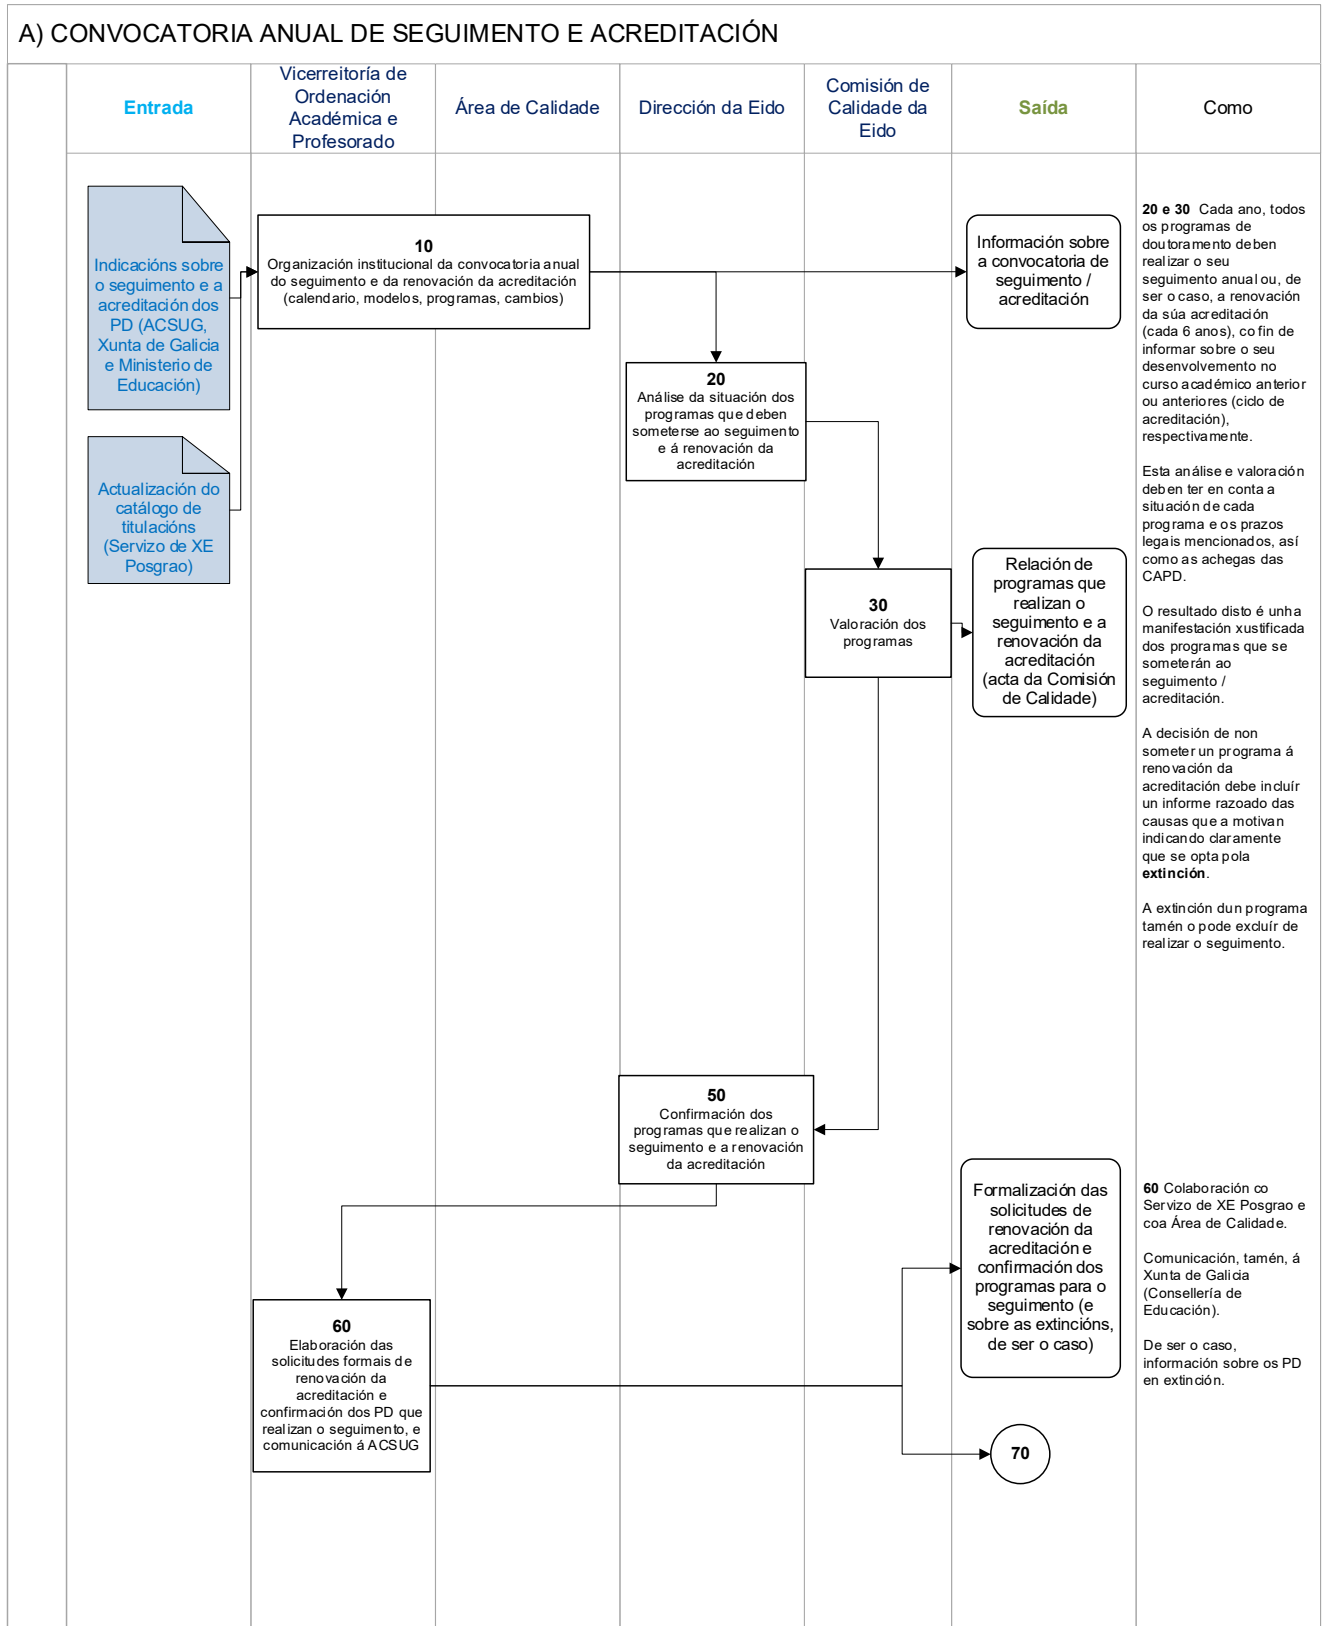 A) CONVOCATORIA ANUAL DE SEGUIMENTO E ACREDITACIÓN
Entrada
Vicerreitoría de
Ordenación
Académica e
Profesorado
Área de Calidade
Dirección da Eido
Comisión de
Calidade da
Eido
Saída
Como
Indicacións sobre
o seguimento e a
acreditación dos
PD (ACSUG,
Xunta de Galicia
e Ministerio de
Educación)
Actualización do
catálogo de
titulacións
(Servizo de XE
Posgrao)
10
Organización institucional da convocatoria anual
do seguimento e da renovación da acreditación
(calendario, modelos, programas, cambios)
Información sobre
a convocatoria de
seguimento /
acreditación
20
Análise da situación dos
programas que deben
someterse ao seguimento
e á renovación da
acreditación
30
Valoración dos
programas
Relación de
programas que
realizan o
seguimento e a
renovación da
acreditación
(acta da Comisión
de Calidade)
20 e 30 Cada ano, todos
os programas de
doutoramento deben
realizar o seu
seguimento anual ou, de
ser o caso, a renovación
da súa acreditación
(cada 6 anos), co fin de
informar sobre o seu
desenvolvemento no
curso académico anterior
ou anteriores (ciclo de
acreditación),
respectivamente.
Esta análise e valoración
deben ter en conta a
situación de cada
programa e os prazos
legais mencionados, así
como as achegas das
CAPD.
O resultado disto é unha
manifestación xustificada
dos programas que se
someterán ao
seguimento /
acreditación.
A decisión de non
someter un programa á
renovación da
acreditación debe incluír
un informe razoado das
causas que a motivan
indicando claramente
que se opta pola
extinción.
A extinción dun programa
tamén o pode excluír de
realizar o seguimento.
50
Confirmación dos
programas que realizan o
seguimento e a renovación
da acreditación
60
Elaboración das
solicitudes formais de
renovación da
acreditación e
confirmación dos PD que
realizan o seguimento, e
comunicación á ACSUG
Formalización das
solicitudes de
renovación da
acreditación e
confirmación dos
programas para o
seguimento (e
sobre as extincións,
de ser o caso)
70
60 Colaboración co
Servizo de XE Posgrao e
coa Área de Calidade.
Comunicación, tamén, á
Xunta de Galicia
(Consellería de
Educación).
De ser o caso,
información sobre os PD
en extinción.